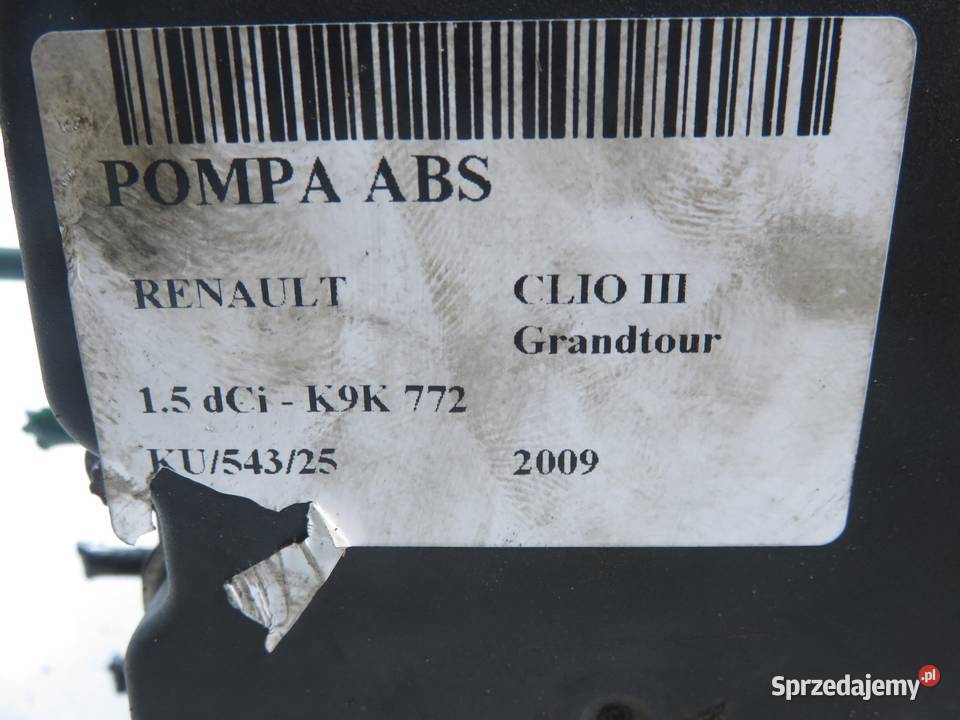 POMPA ABS
RENAULT CLIO III
Grandtour
1.5 dCi - K9K 772
KU/543/25 2009
Sprzedajemy.pl